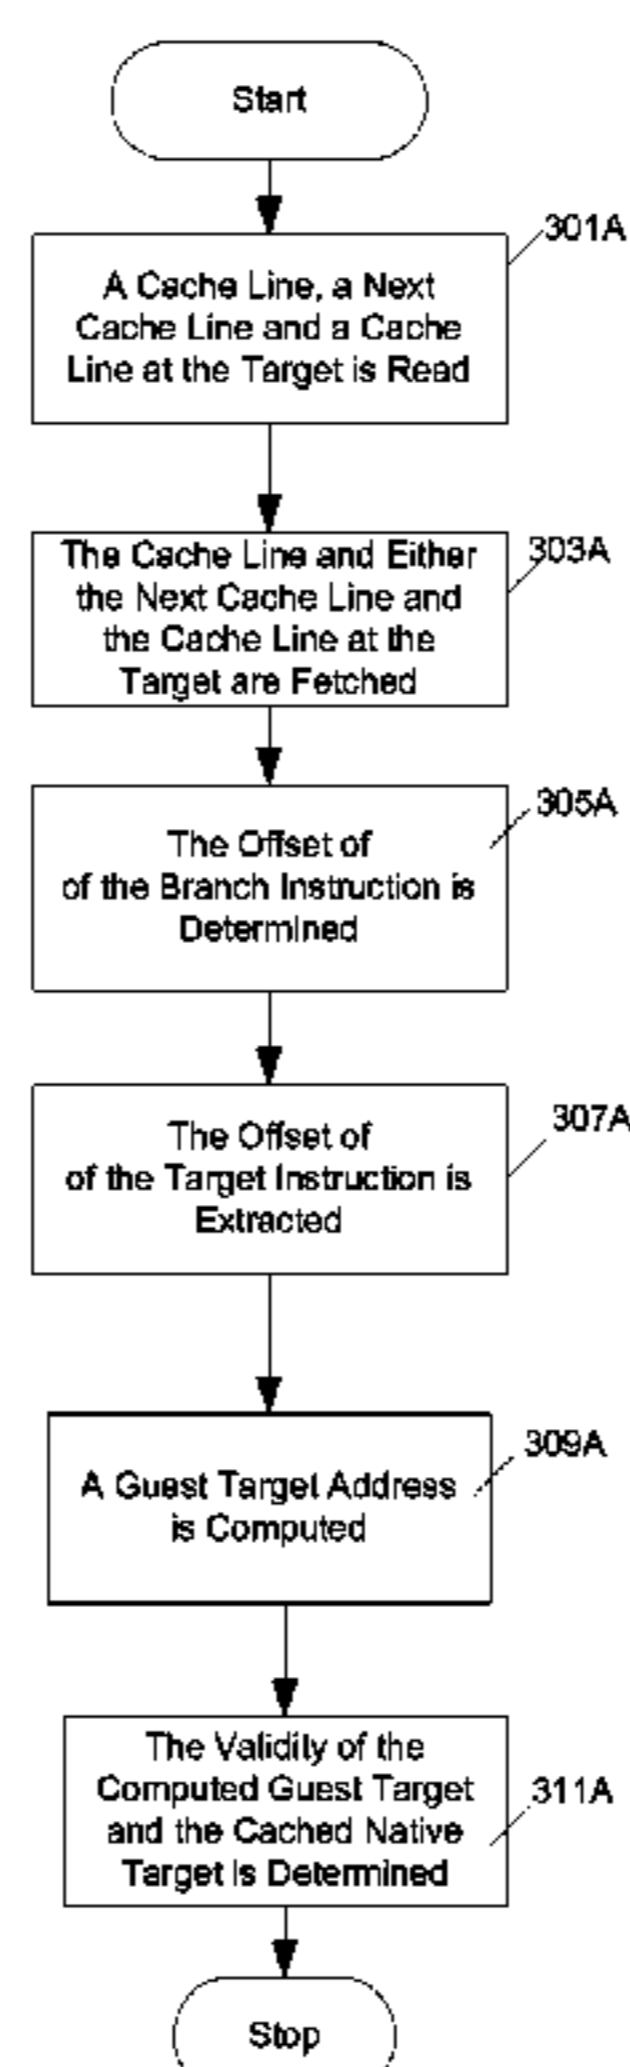 Start
301A
A Cache Line, a Next
Cache Line and a Cache
Line at the Target is Read
303A
The Cache Line and Either
the Next Cache Line and
the Cache Line at the
Target are Fetched
305A
The Offset of
of the Branch Instruction is
Determined
307A
The Offset of
of the Target Instruction is
Extracted
309A
A Guest Target Address
is Computed
311A
The Validity of the
Computed Guest Target
and the Cached Native
Target is Determined
Stop